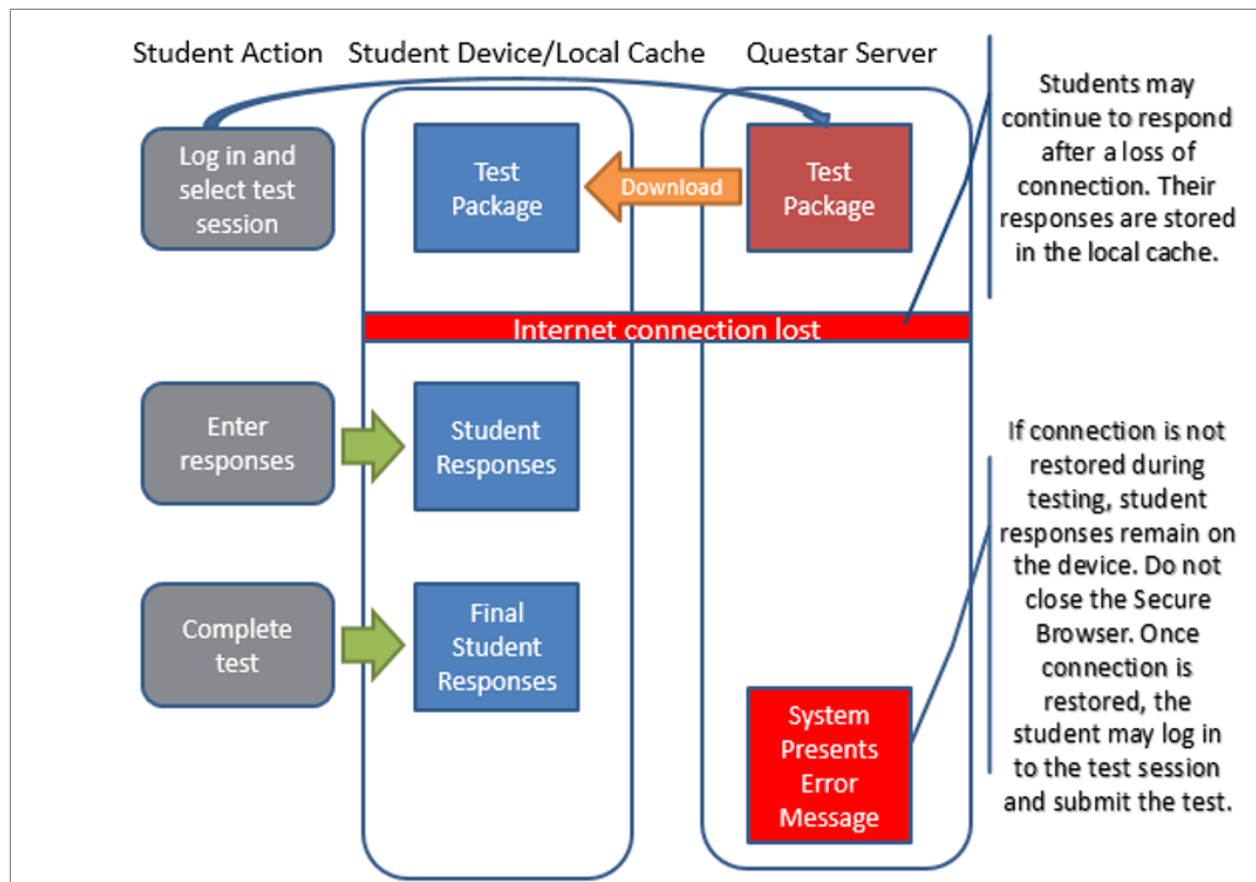 Student Action
Student Device/Local Cache
Questar Server
Log in and
select test
session
Test
Package
Download
Test
Package
Students may
continue to respond
after a loss of
connection. Their
responses are stored
in the local cache.
Internet connection lost
Enter
responses
Student
Responses
Complete
test
Final
Student
Responses
System
Presents
Error
Message
If connection is not
restored during
testing, student
responses remain on
the device. Do not
close the Secure
Browser. Once
connection is
restored, the
student may log in
to the test session
and submit the test.